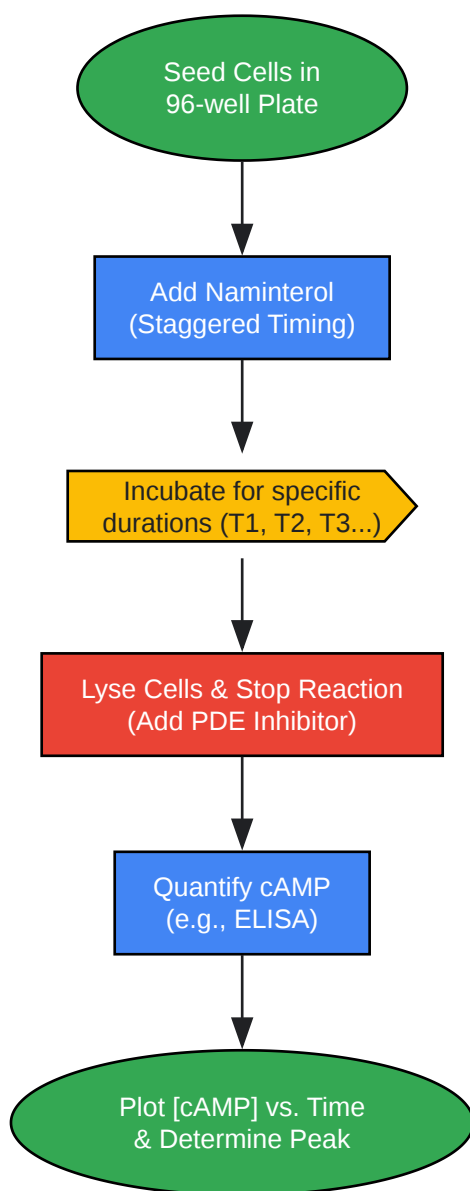 Seed Cells in
96-well Plate
Add Naminterol
(Staggered Timing)
Incubate for specific
durations (T1, T2, T3...)
Lyse Cells & Stop Reaction
(Add PDE Inhibitor)
Quantify cAMP
(e.g., ELISA)
Plot [cAMP] vs. Time
& Determine Peak